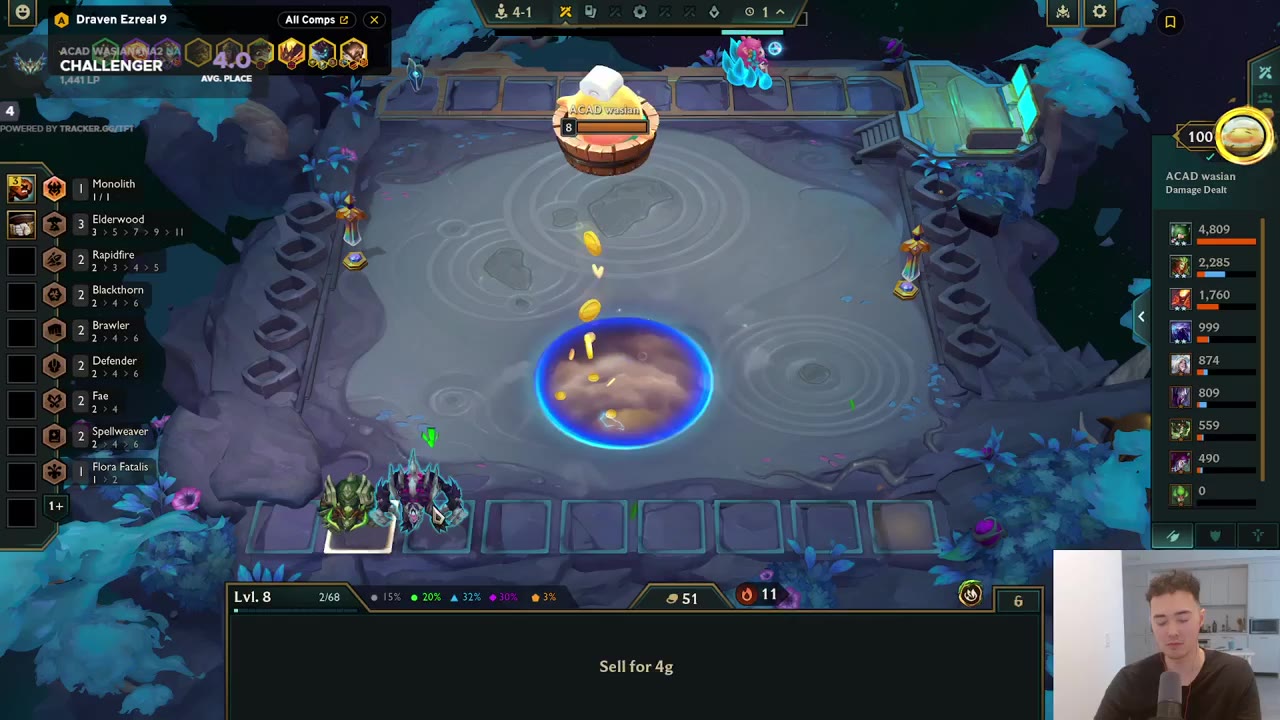 Draven Ezreal 9
All Comps
ACAD WASIAN#NA2 NA
CHALLENGER
1,441 LP
4.0
AVG. PLACE
4
POWERED BY TRACKER.GG/TFT
4-1
1
ACAD wasian
8
100
ACAD wasian
Damage Dealt
4,809
2,285
1,760
999
874
809
559
490
0
1 Monolith
1 / 1
3 Elderwood
3 > 5 > 7 > 9 > 11
2 Rapidfire
2 > 3 > 4 > 5
2 Blackthorn
2 > 4 > 6
2 Brawler
2 > 4 > 6
2 Defender
2 > 4 > 6
2 Fae
2 > 4
2 Spellweaver
2 > 4 > 6
1 Flora Fatalis
1 > 2
1+
Lvl. 8 2/68 15% 20% 32% 30% 3%
51
11
6
Sell for 4g